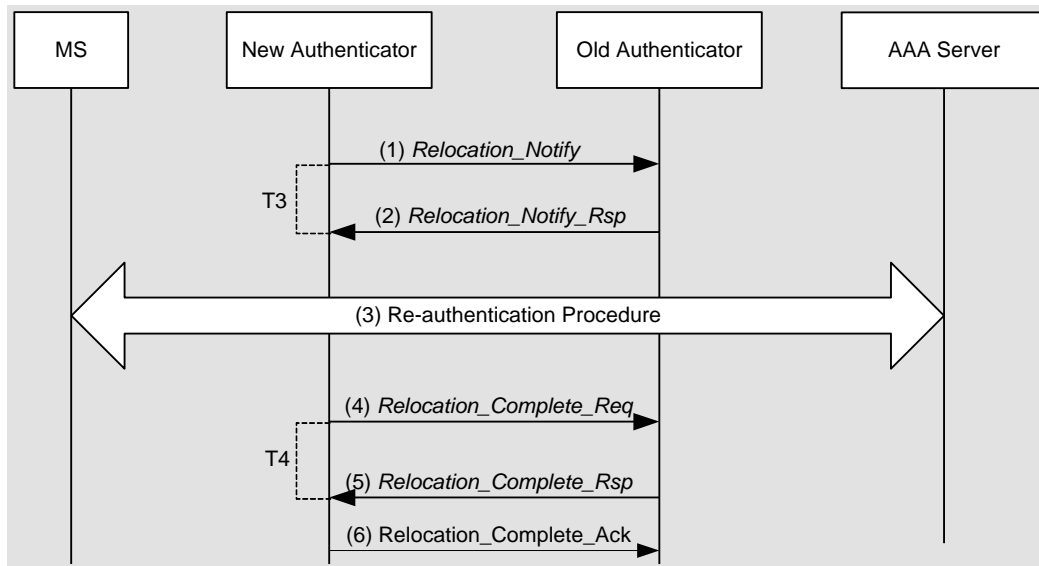 MS
New Authenticator
Old Authenticator
AAA Server
(1) Relocation_Notify
T3
(2) Relocation_Notify_Rsp
(3) Re-authentication Procedure
(4) Relocation_Complete_Req
T4
(5) Relocation_Complete_Rsp
(6) Relocation_Complete_Ack